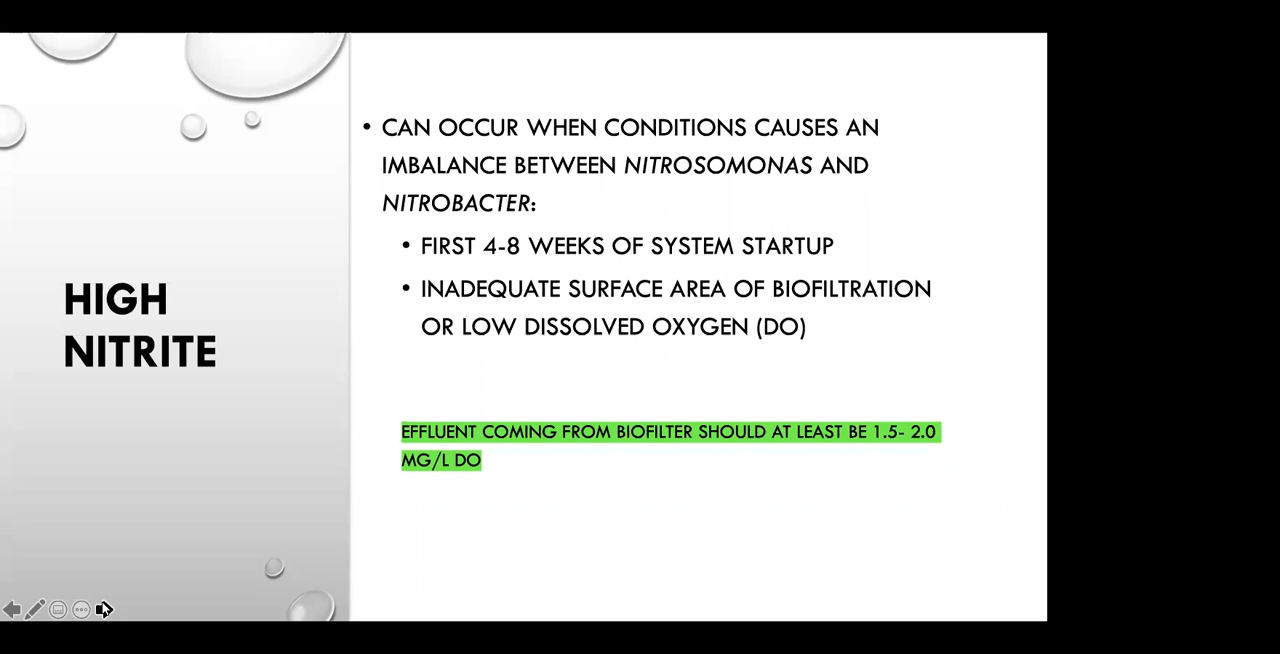 HIGH
NITRITE
• CAN OCCUR WHEN CONDITIONS CAUSES AN
IMBALANCE BETWEEN NITROSOMONAS AND
NITROBACTER:
• FIRST 4-8 WEEKS OF SYSTEM STARTUP
• INADEQUATE SURFACE AREA OF BIOFILTRATION
OR LOW DISSOLVED OXYGEN (DO)
EFFLUENT COMING FROM BIOFILTER SHOULD AT LEAST BE 1.5- 2.0
MG/L DO